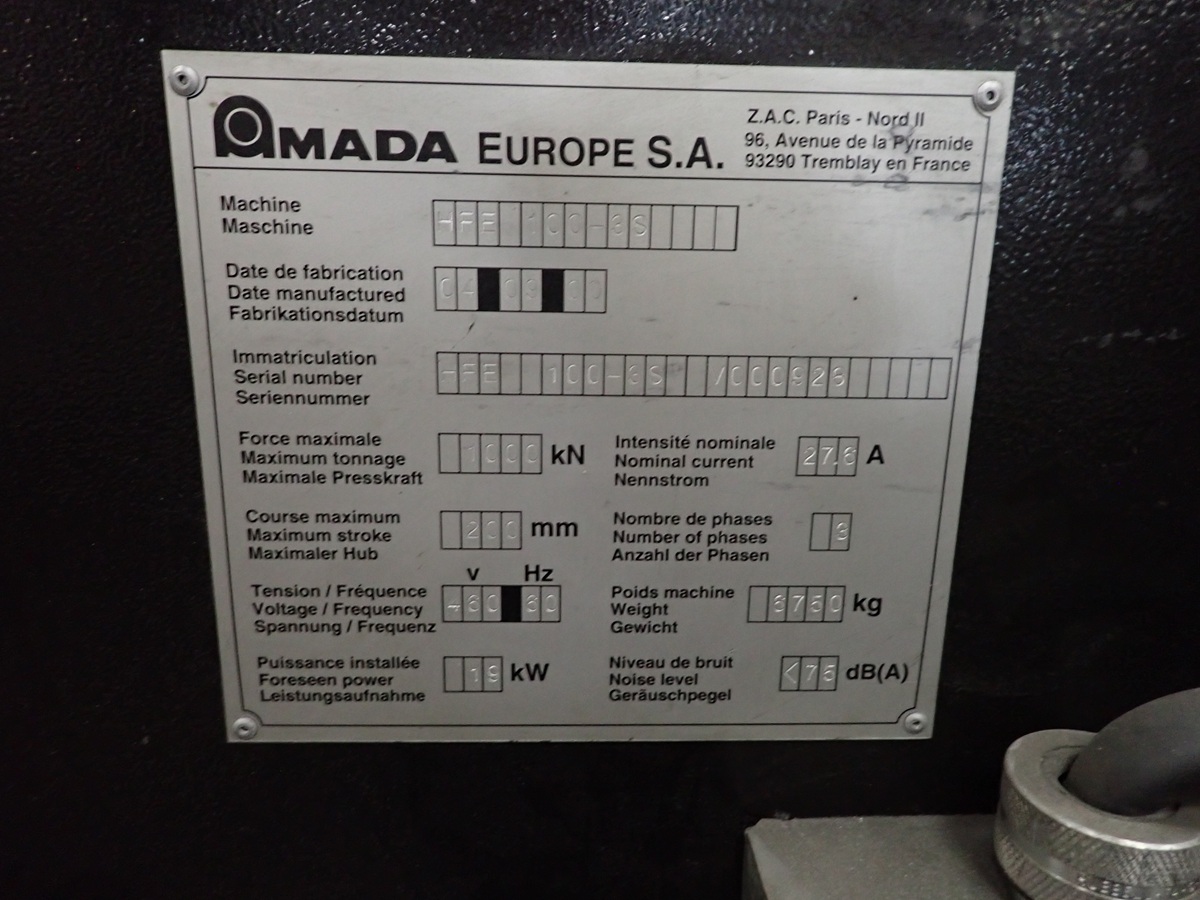 AMADA EUROPE S.A.
Z.A.C. Paris - Nord II
96, Avenue de la Pyramide
93290 Tremblay en France
Machine
Maschine
HFE 100-3S
Date de fabrication
Date manufactured
Fabrikationsdatum
04 09 00
Immatriculation
Serial number
Seriennummer
HFE 100-3S /000926
Force maximale
Maximum tonnage
Maximale Presskraft
1000 kN
Intensité nominale
Nominal current
Nennstrom
27.6 A
Course maximum
Maximum stroke
Maximaler Hub
200 mm
Nombre de phases
Number of phases
Anzahl der Phasen
3
V Hz
Tension / Fréquence
Voltage / Frequency
Spannung / Frequenz
460 60
Poids machine
Weight
Gewicht
6750 kg
Puissance installée
Foreseen power
Leistungsaufnahme
19 kW
Niveau de bruit
Noise level
Geräuschpegel
<75 dB(A)